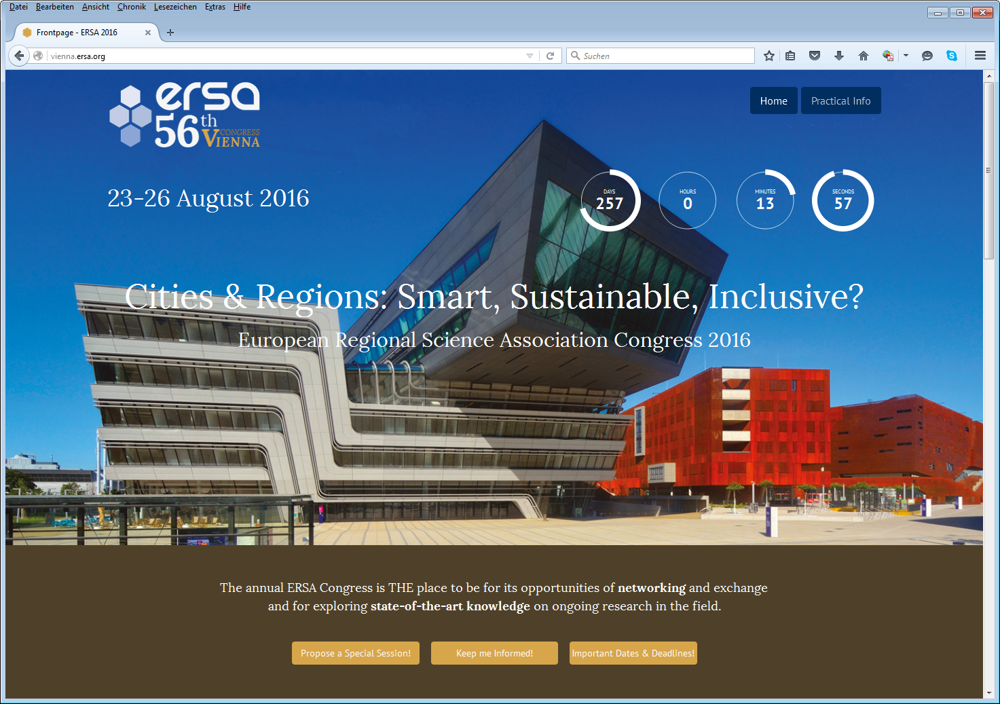 Datei Bearbeiten Ansicht Chronik Lesezeichen Extras Hilfe
Frontpage - ERSA 2016
vienna.ersa.org
Suchen
ersa
56th
CONGRESS
VIENNA
Home Practical Info
23-26 August 2016
DAYS HOURS MINUTES SECONDS
257 0 13 57
Cities & Regions: Smart, Sustainable, Inclusive?
European Regional Science Association Congress 2016
The annual ERSA Congress is THE place to be for its opportunities of networking and exchange
and for exploring state-of-the-art knowledge on ongoing research in the field.
Propose a Special Session! Keep me Informed! Important Dates & Deadlines!